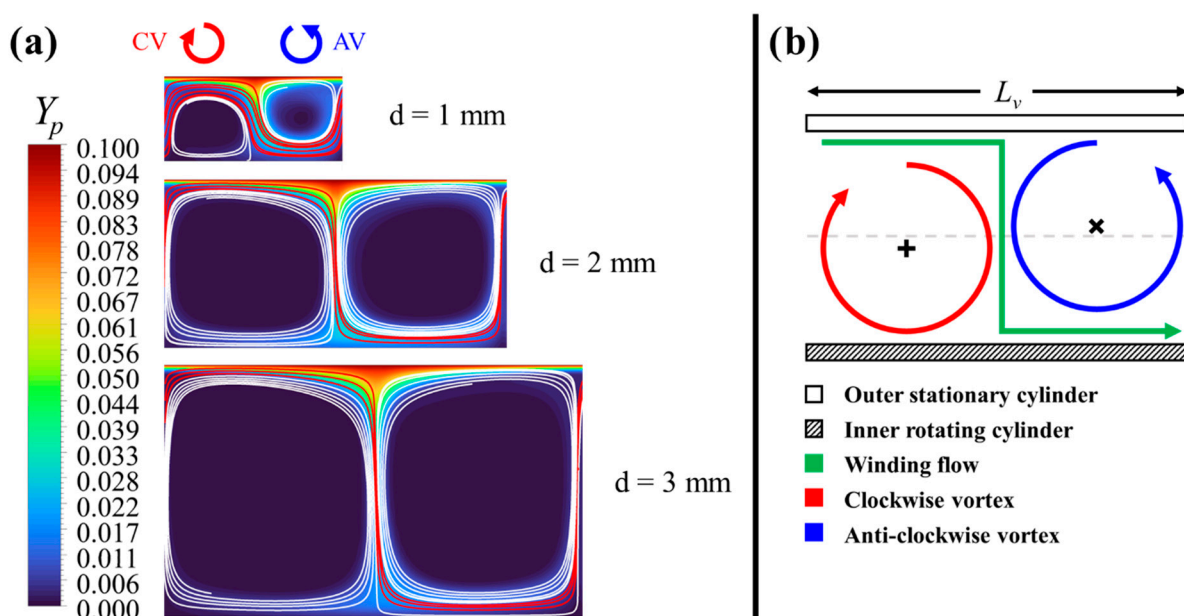 (a)
CV
AV
Yp
0.100
0.094
0.089
0.083
0.078
0.072
0.067
0.061
0.056
0.050
0.044
0.039
0.033
0.028
0.022
0.017
0.011
0.006
0.000
d = 1 mm
d = 2 mm
d = 3 mm
(b)
Lv
Outer stationary cylinder
Inner rotating cylinder
Winding flow
Clockwise vortex
Anti-clockwise vortex